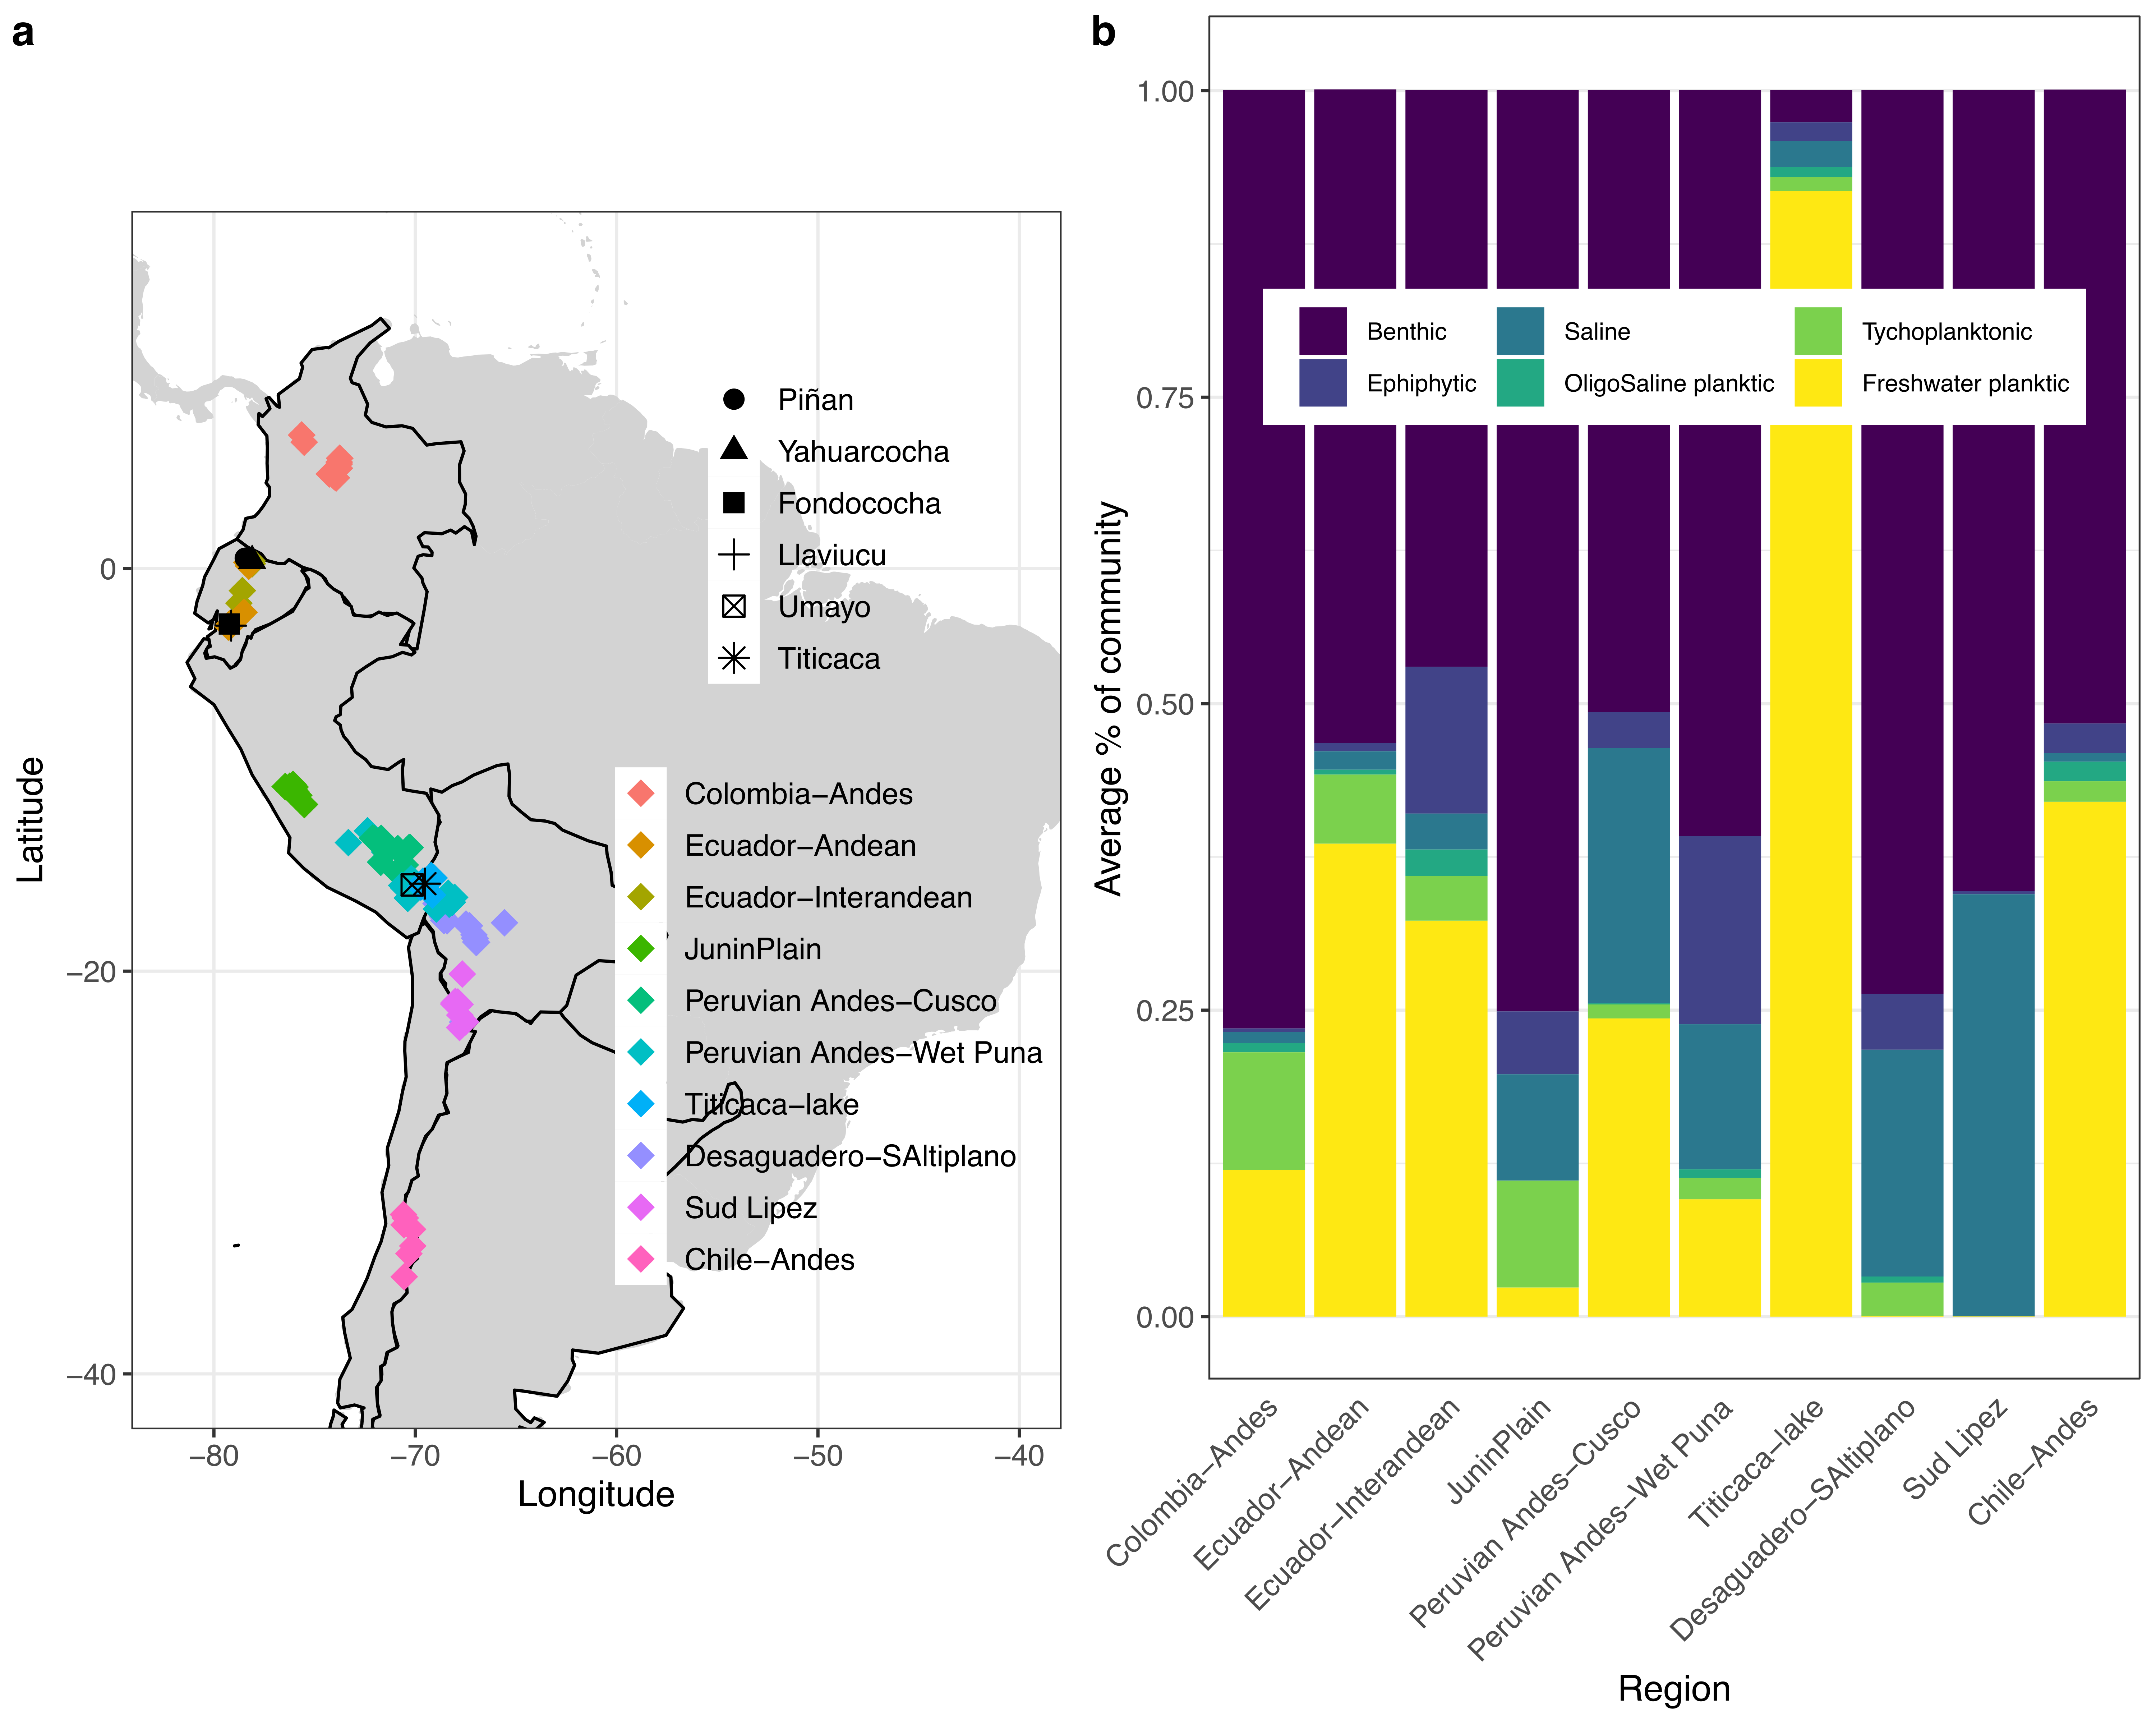 a
Piñan
Yahuarcocha
Fondococha
Llaviucu
Umayo
Titicaca
Colombia−Andes
Ecuador−Andean
Ecuador−Interandean
JuninPlain
Peruvian Andes−Cusco
Peruvian Andes−Wet Puna
Titicaca−lake
Desaguadero−SAltiplano
Sud Lipez
Chile−Andes
0
−20
−40
Latitude
−80
−70
−60
−50
−40
Longitude
b
1.00
0.75
0.50
0.25
0.00
Average % of community
Benthic
Ephiphytic
Saline
OligoSaline planktic
Tychoplanktonic
Freshwater planktic
Colombia−Andes
Ecuador−Andean
Ecuador−Interandean
JuninPlain
Peruvian Andes−Cusco
Peruvian Andes−Wet Puna
Titicaca−lake
Desaguadero−SAltiplano
Sud Lipez
Chile−Andes
Region